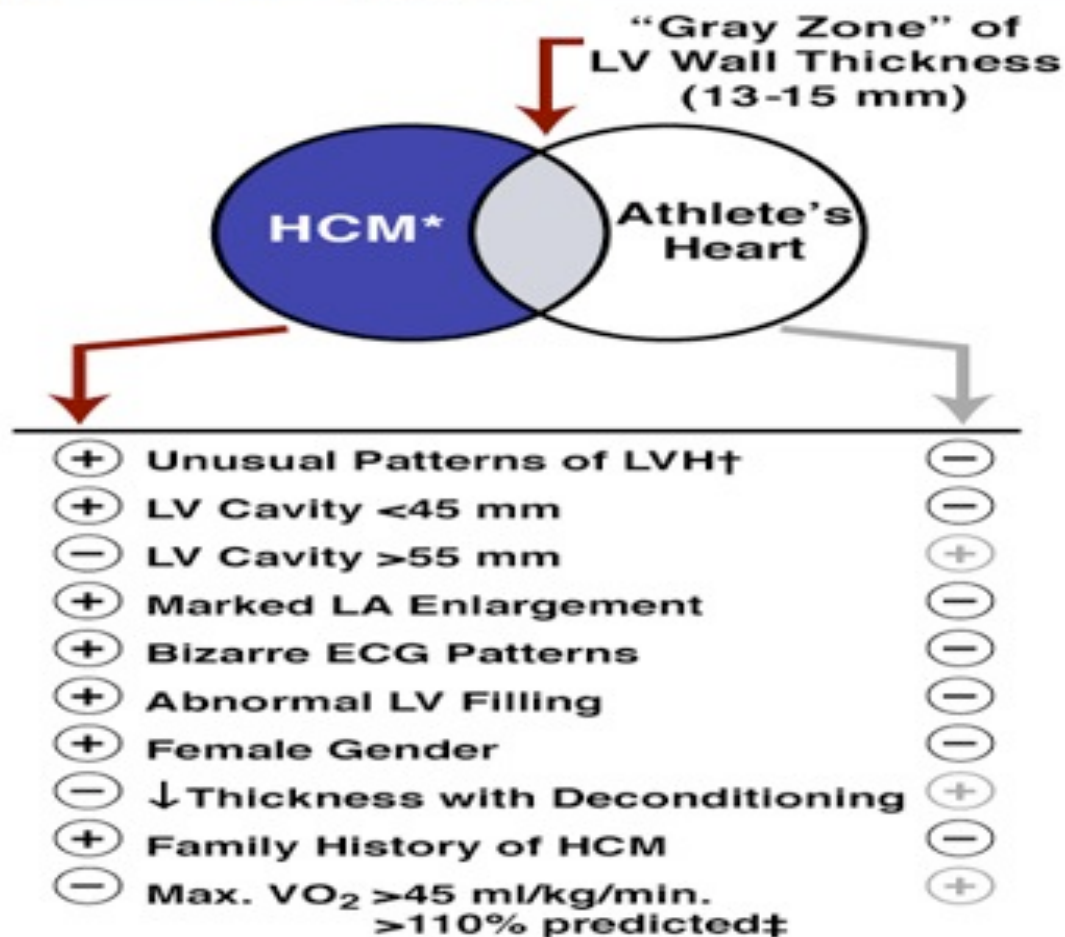 “Gray Zone” of
LV Wall Thickness
(13-15 mm)
HCM*
Athlete’s
Heart
+ Unusual Patterns of LVH† −
+ LV Cavity <45 mm −
− LV Cavity >55 mm +
+ Marked LA Enlargement −
+ Bizarre ECG Patterns −
+ Abnormal LV Filling −
+ Female Gender −
− ↓Thickness with Deconditioning +
+ Family History of HCM −
− Max. VO₂ >45 ml/kg/min. +
>110% predicted‡